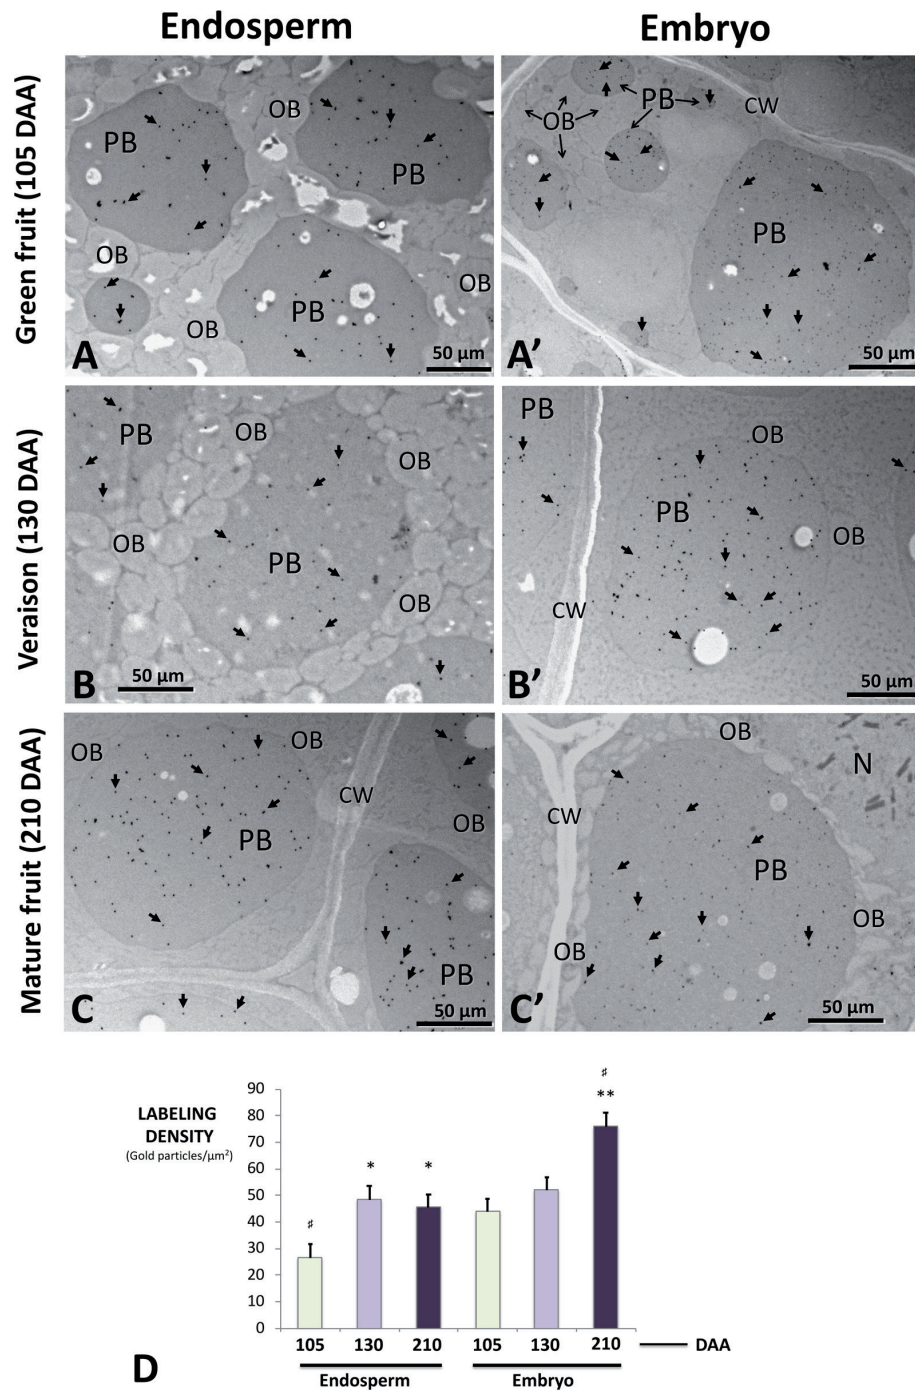 Endosperm
Embryo
Green fruit (105 DAA)
PB
OB
PB
OB
PB
OB
OB
50 µm
A
OB
PB
CW
PB
50 µm
A’
Veraison (130 DAA)
PB
OB
OB
OB
PB
OB
50 µm
B
PB
OB
PB
OB
CW
50 µm
B’
Mature fruit (210 DAA)
OB
OB
CW
PB
OB
PB
50 µm
C
OB
N
CW
PB
OB
OB
50 µm
C’
LABELING
DENSITY
(Gold particles/µm²)
90
80
70
60
50
40
30
20
10
0
♯
*
*
♯
**
105 130 210 105 130 210 DAA
Endosperm Embryo
D